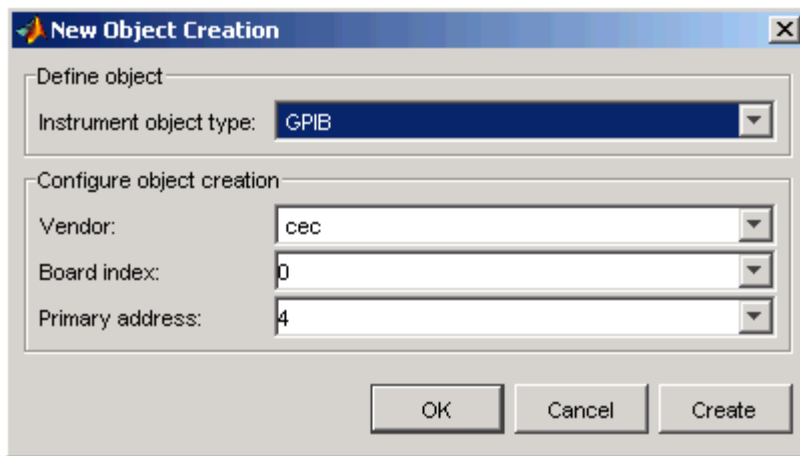 New Object Creation
Define object
Instrument object type: GPIB
Configure object creation
Vendor: cec
Board index: 0
Primary address: 4
OK Cancel Create